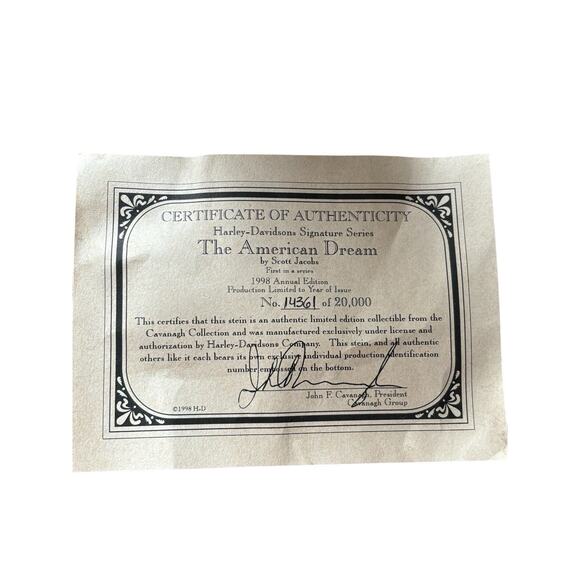 CERTIFICATE OF AUTHENTICITY
Harley-Davidsons Signature Series
The American Dream
by Scott Jacobs
First in a series
1998 Annual Edition
Production Limited to Year of Issue
No. 14361 of 20,000
This certifies that this stein is an authentic limited edition collectible from the
Cavanagh Collection and was manufactured exclusively under license and
authorization by Harley-Davidsons Company. This stein, and all authentic
others like it each bears its own exclusive individual production identification
number embossed on the bottom.
John F. Cavanagh, President
Cavanagh Group
©1998 H-D